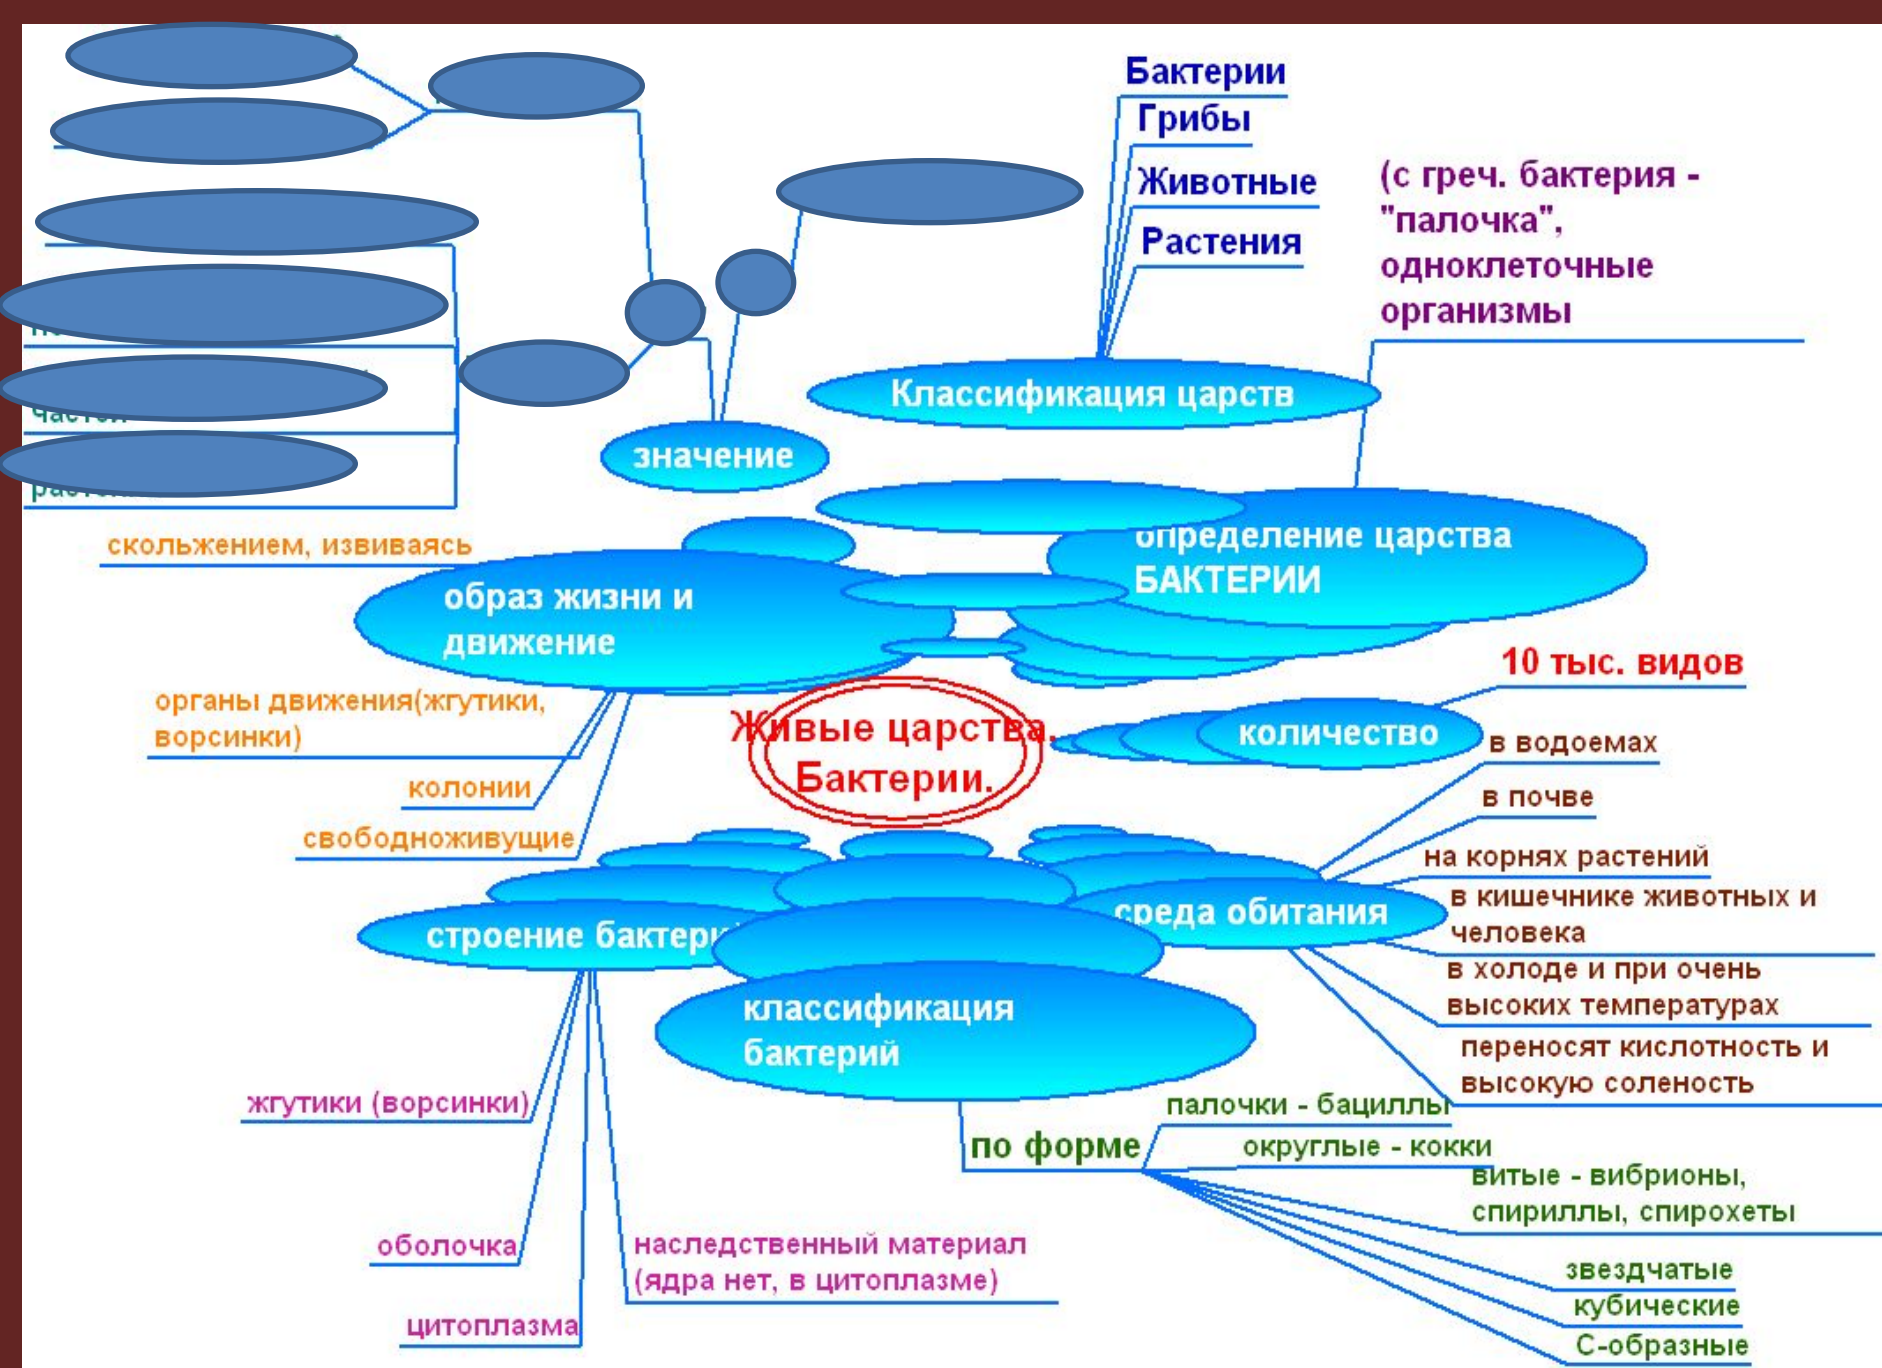 Бактерии
Грибы
Животные
Растения
(с греч. бактерия -
"палочка",
одноклеточные
организмы
Классификация царств
значение
определение царства
БАКТЕРИИ
скольжением, извиваясь
образ жизни и
движение
органы движения(жгутики,
ворсинки)
колонии
свободноживущие
10 тыс. видов
количество
Живые царства.
Бактерии.
в водоемах
в почве
на корнях растений
в кишечнике животных и
человека
в холоде и при очень
высоких температурах
переносят кислотность и
высокую соленость
среда обитания
строение
классификация
бактерий
жгутики (ворсинки)
оболочка
цитоплазма
наследственный материал
(ядра нет, в цитоплазме)
по форме
палочки - бациллы
округлые - кокки
витые - вибрионы,
спириллы, спирохеты
звездчатые
кубические
С-образные